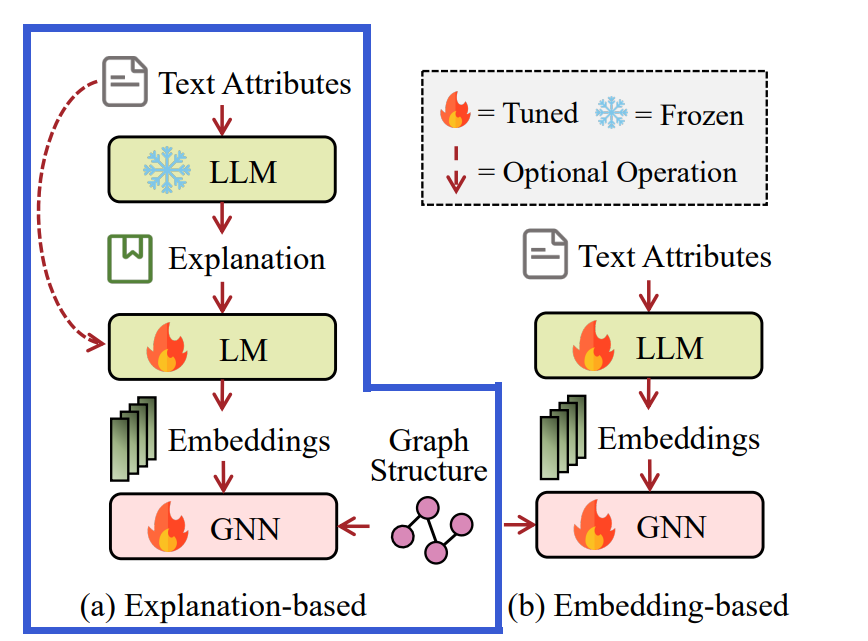 Text Attributes
LLM
Explanation
LM
Embeddings
GNN
Graph
Structure
(a) Explanation-based
= Tuned
= Frozen
= Optional Operation
Text Attributes
LLM
Embeddings
GNN
(b) Embedding-based